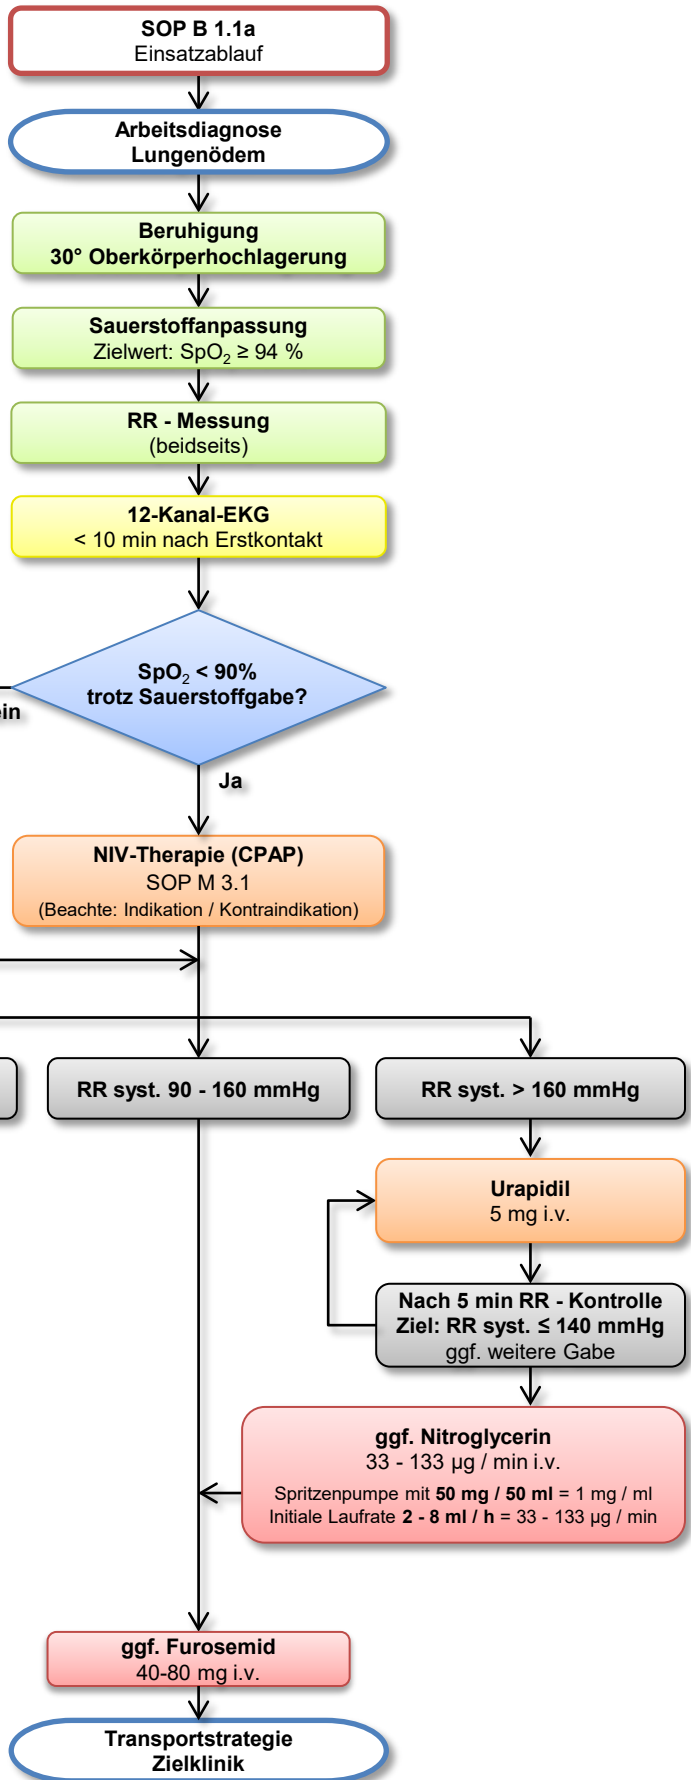 SOP B 1.1a
Einsatzablauf
Arbeitsdiagnose
Lungenödem
Beruhigung
30° Oberkörperhochlagerung
Sauerstoffanpassung
Zielwert: SpO₂ ≥ 94 %
RR - Messung
(beidseits)
12-Kanal-EKG
< 10 min nach Erstkontakt
SpO₂ < 90%
trotz Sauerstoffgabe?
ein
Ja
NIV-Therapie (CPAP)
SOP M 3.1
(Beachte: Indikation / Kontraindikation)
RR syst. 90 - 160 mmHg
RR syst. > 160 mmHg
Urapidil
5 mg i.v.
Nach 5 min RR - Kontrolle
Ziel: RR syst. ≤ 140 mmHg
ggf. weitere Gabe
ggf. Nitroglycerin
33 - 133 µg / min i.v.
Spritzenpumpe mit 50 mg / 50 ml = 1 mg / ml
Initiale Laufrate 2 - 8 ml / h = 33 - 133 µg / min
ggf. Furosemid
40-80 mg i.v.
Transportstrategie
Zielklinik